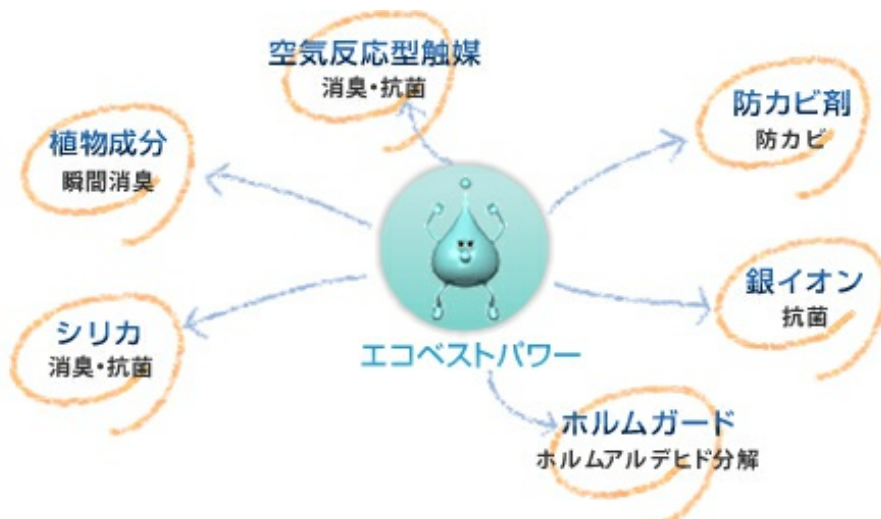 空気反応型触媒
消臭・抗菌
防カビ剤
防カビ
植物成分
瞬間消臭
銀イオン
抗菌
シリカ
消臭・抗菌
エコベストパワー
ホルムガード
ホルムアルデヒド分解